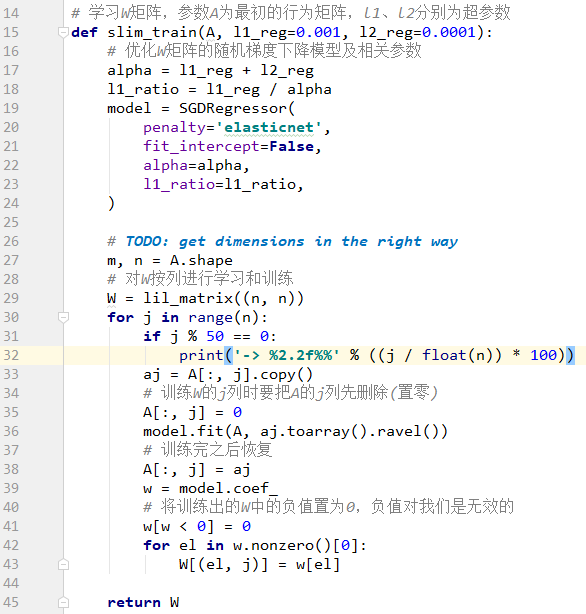 14 # 学习W矩阵，参数A为最初的行为矩阵，l1、l2分别为超参数
15 def slim_train(A, l1_reg=0.001, l2_reg=0.0001):
16     # 优化W矩阵的随机梯度下降模型及相关参数
17     alpha = l1_reg + l2_reg
18     l1_ratio = l1_reg / alpha
19     model = SGDRegressor(
20         penalty='elasticnet',
21         fit_intercept=False,
22         alpha=alpha,
23         l1_ratio=l1_ratio,
24     )
25
26     # TODO: get dimensions in the right way
27     m, n = A.shape
28     # 对W按列进行学习和训练
29     W = lil_matrix((n, n))
30     for j in range(n):
31         if j % 50 == 0:
32             print('-> %2.2f%%' % ((j / float(n)) * 100))
33         aj = A[:, j].copy()
34         # 训练W的j列时要把A的j列先删除(置零)
35         A[:, j] = 0
36         model.fit(A, aj.toarray().ravel())
37         # 训练完之后恢复
38         A[:, j] = aj
39         w = model.coef_
40         # 将训练出的W中的负值置为0，负值对我们是无效的
41         w[w < 0] = 0
42         for el in w.nonzero()[0]:
43             W[(el, j)] = w[el]
44
45     return W